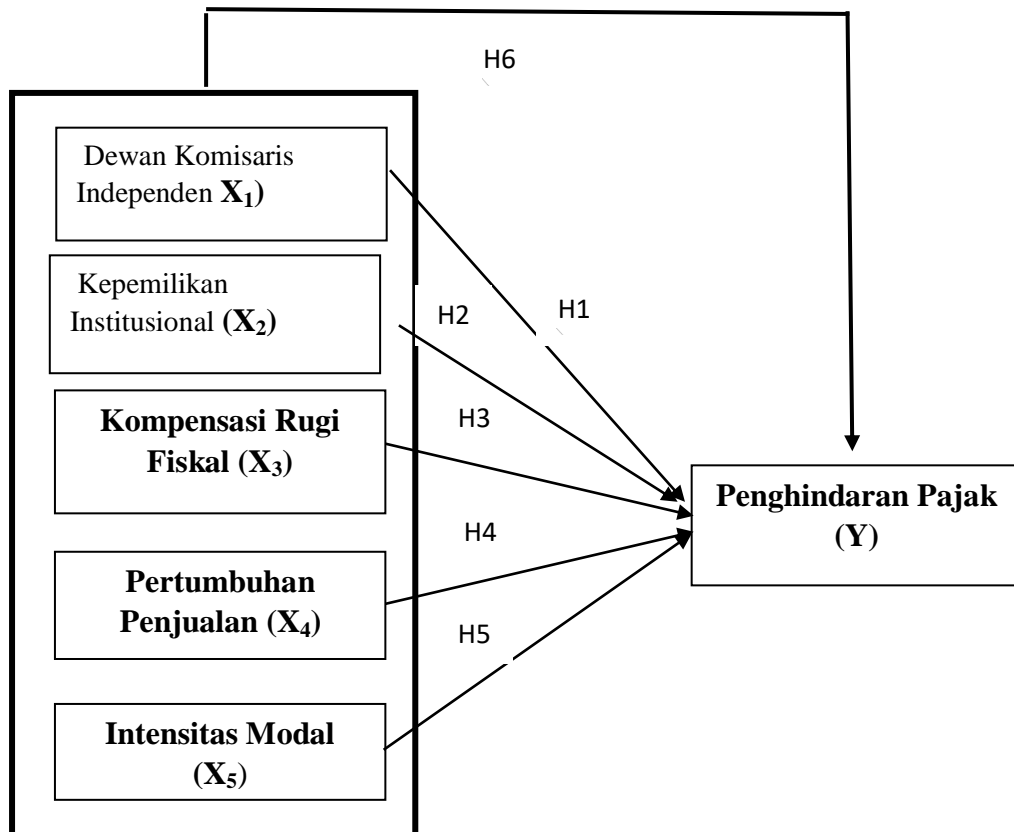 H6
Dewan Komisaris
Independen X₁)
Kepemilikan
Institusional (X₂)
H2
H1
Kompensasi Rugi
Fiskal (X₃)
H3
Penghindaran Pajak
(Y)
H4
Pertumbuhan
Penjualan (X₄)
H5
Intensitas Modal
(X₅)